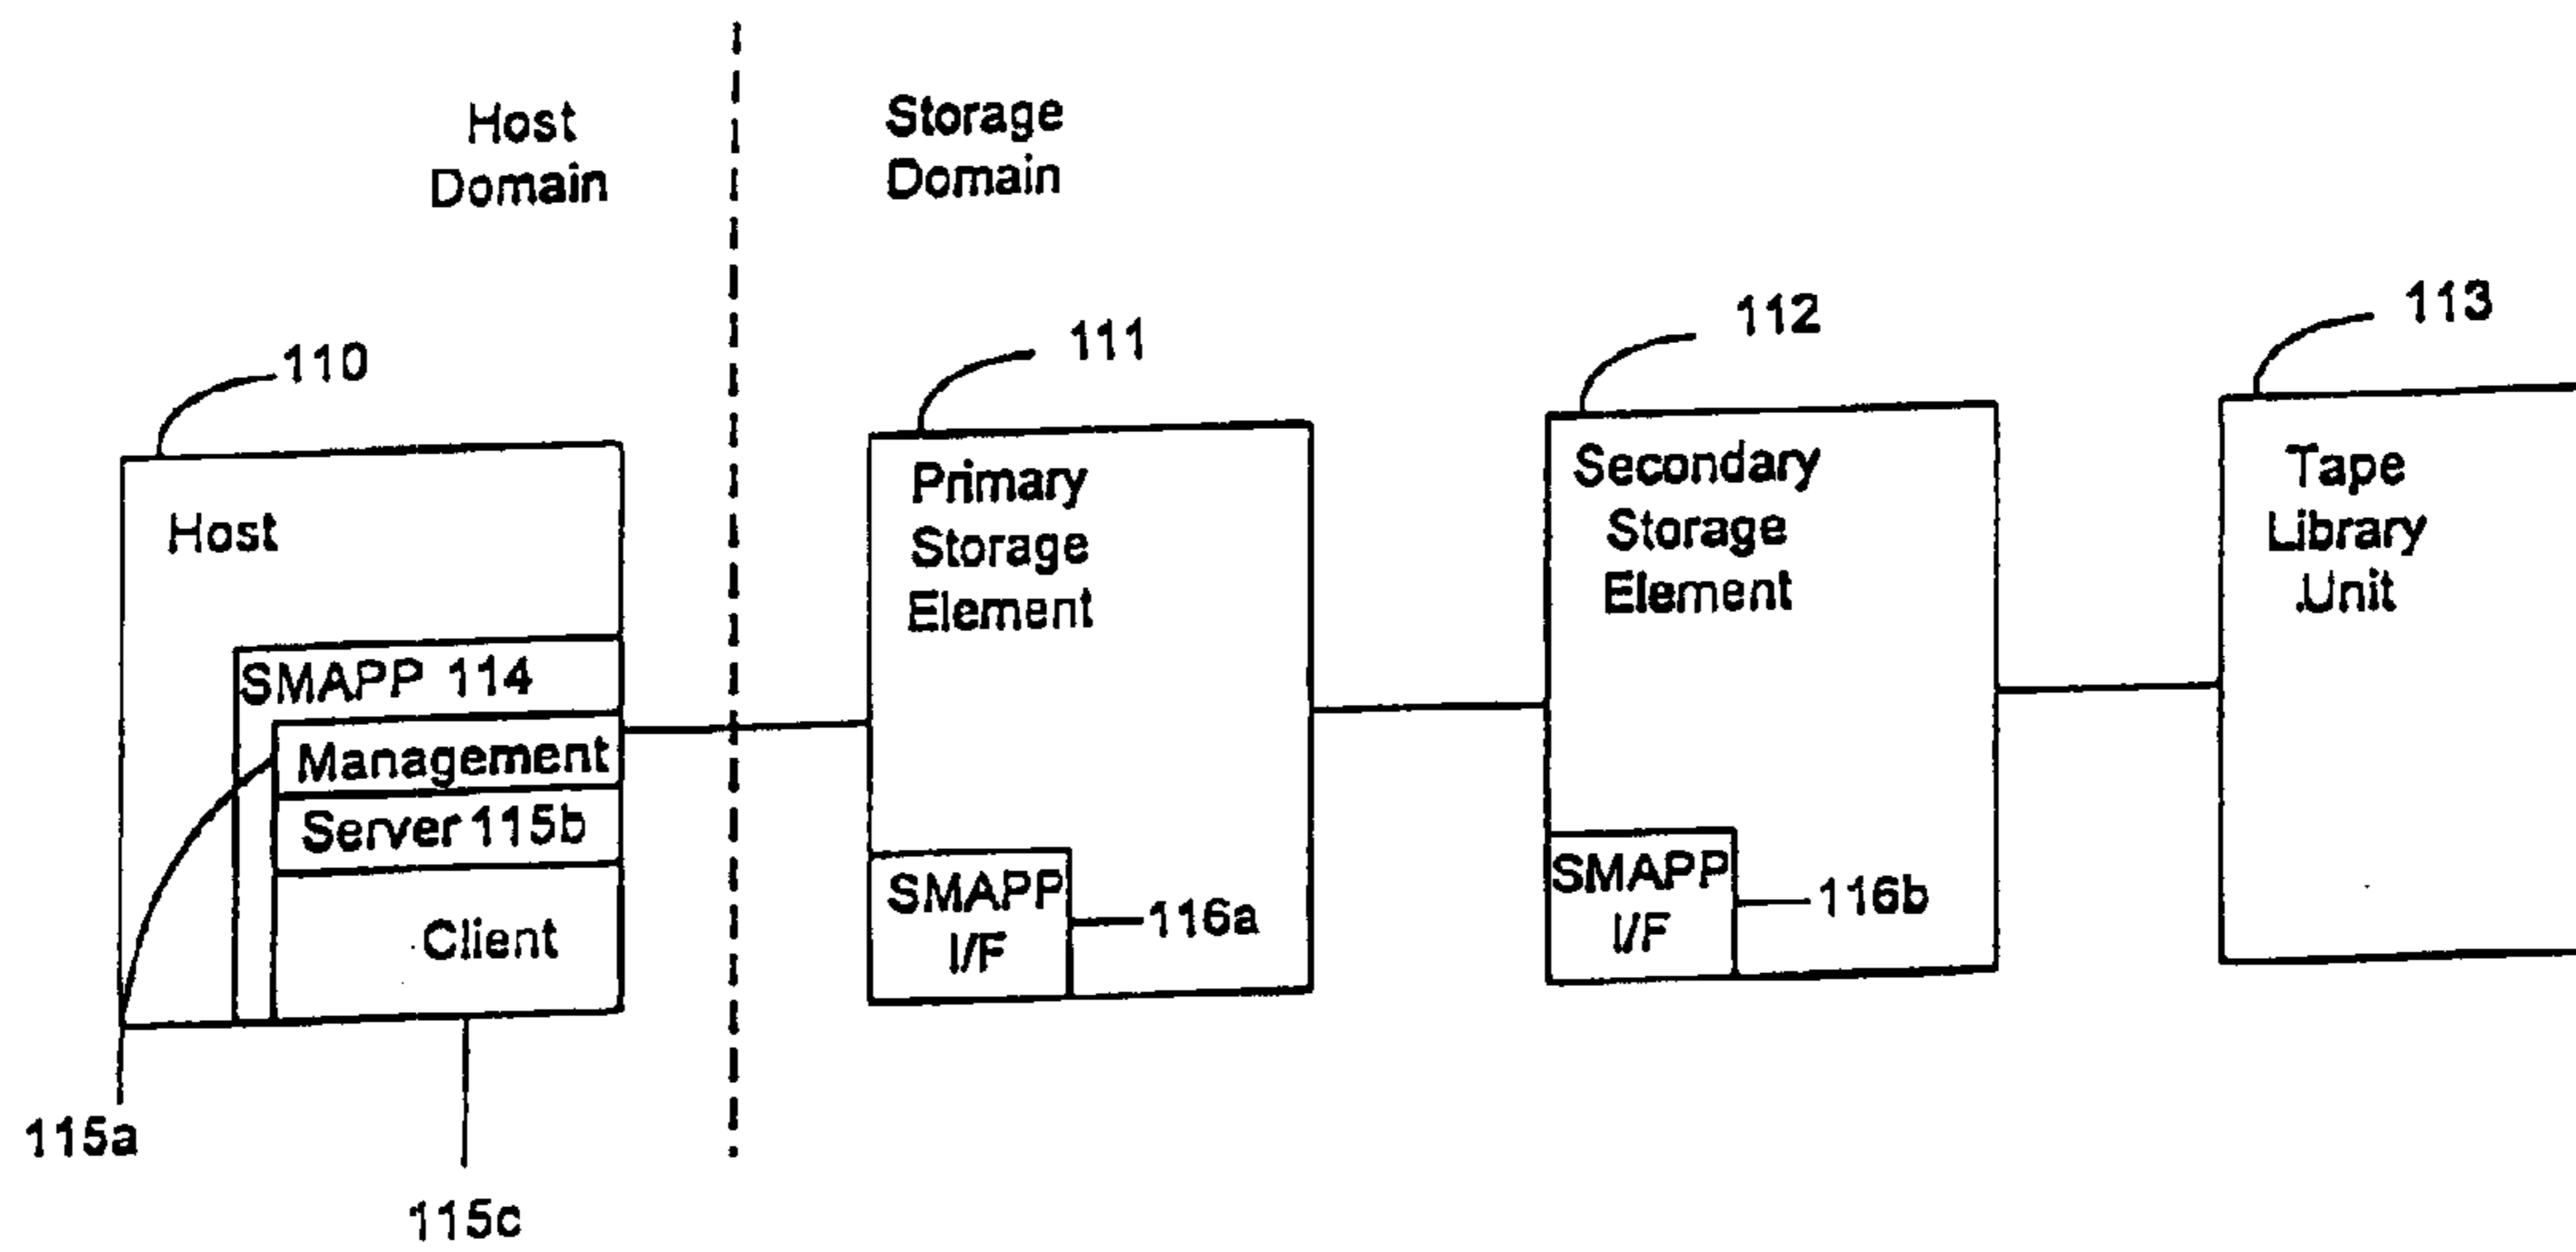 Host
Domain
Storage
Domain
110
111
112
113
Host
SMAPP 114
Management
Server 115b
Client
115a
115c
Primary
Storage
Element
SMAPP
I/F
116a
Secondary
Storage
Element
SMAPP
I/F
116b
Tape
Library
Unit